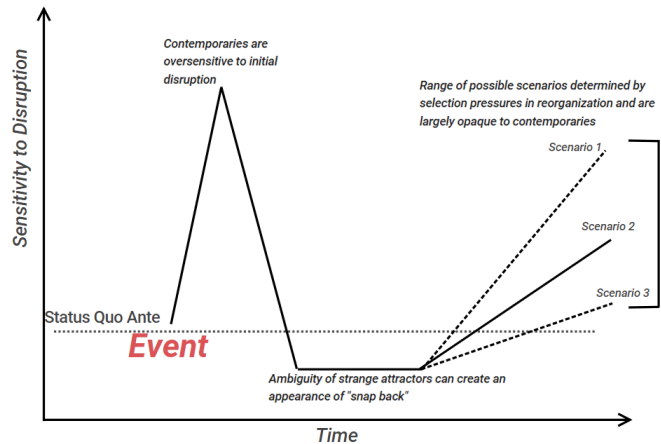 Contemporaries are
oversensitive to initial
disruption
Range of possible scenarios determined by
selection pressures in reorganization and are
largely opaque to contemporaries
Scenario 1
Scenario 2
Scenario 3
Sensitivity to Disruption
Status Quo Ante
Event
Ambiguity of strange attractors can create an
appearance of "snap back"
Time